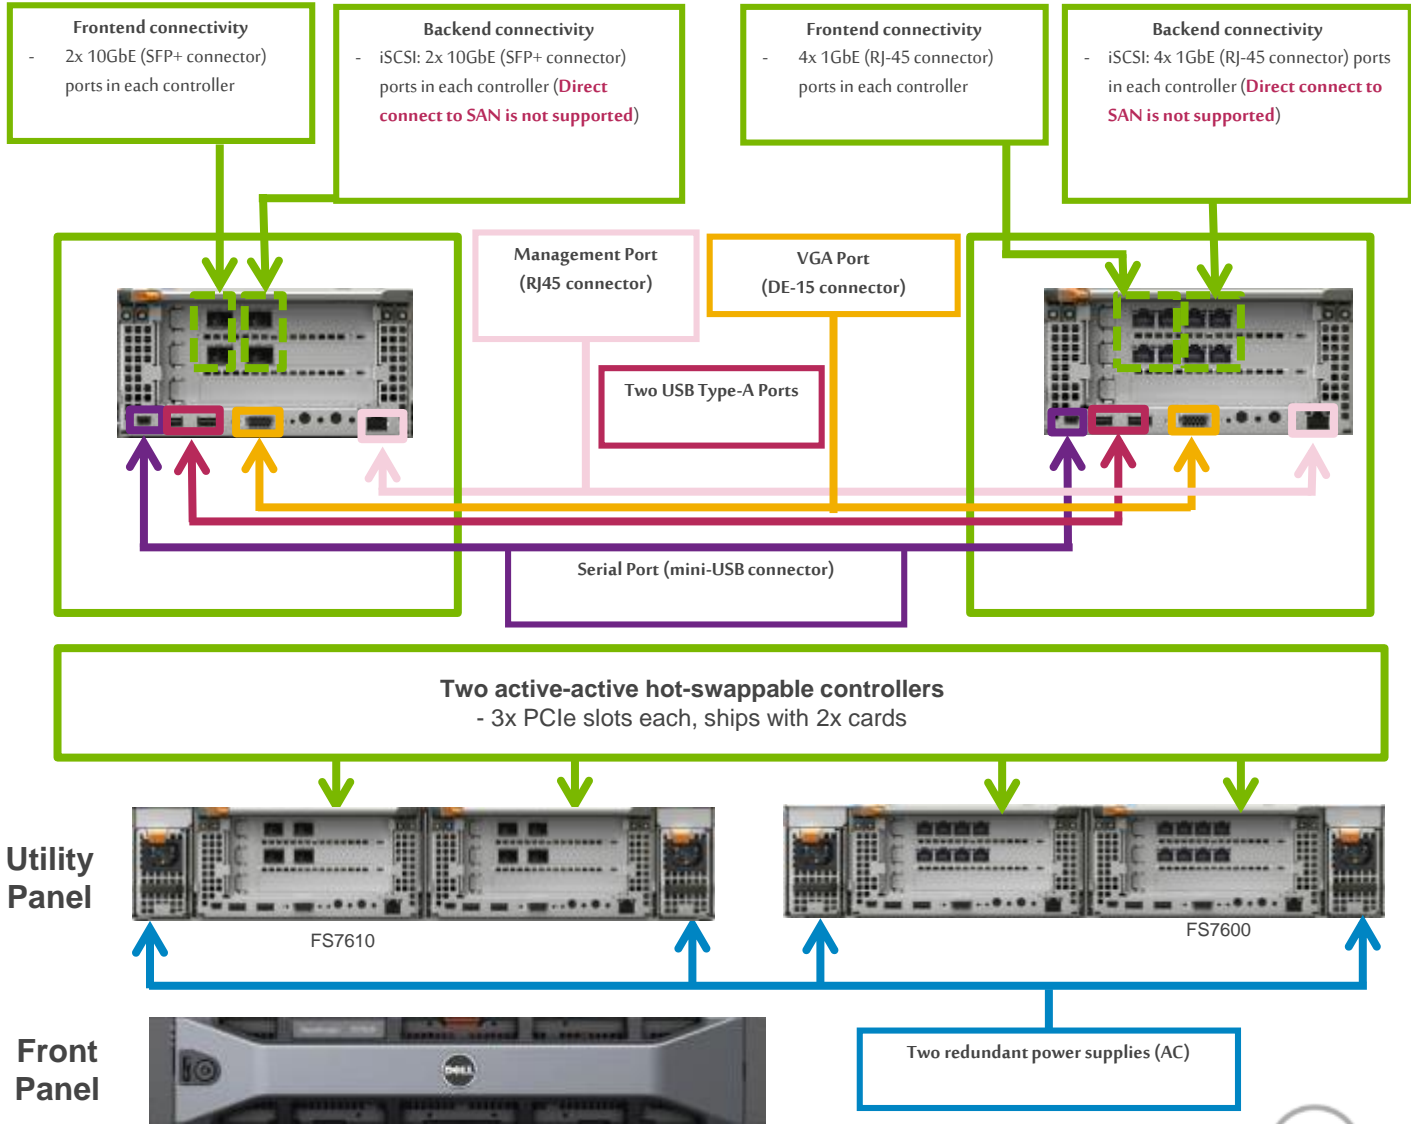 Frontend connectivity
- 2x 10GbE (SFP+ connector)
ports in each controller
Backend connectivity
- iSCSI: 2x 10GbE (SFP+ connector)
ports in each controller (Direct
connect to SAN is not supported)
Frontend connectivity
- 4x 1GbE (RJ-45 connector)
ports in each controller
Backend connectivity
- iSCSI: 4x 1GbE (RJ-45 connector) ports
in each controller (Direct connect to
SAN is not supported)
Management Port
(RJ45 connector)
VGA Port
(DE-15 connector)
Two USB Type-A Ports
Serial Port (mini-USB connector)
Two active-active hot-swappable controllers
- 3x PCIe slots each, ships with 2x cards
Utility
Panel
FS7610
FS7600
Front
Panel
DELL
Two redundant power supplies (AC)